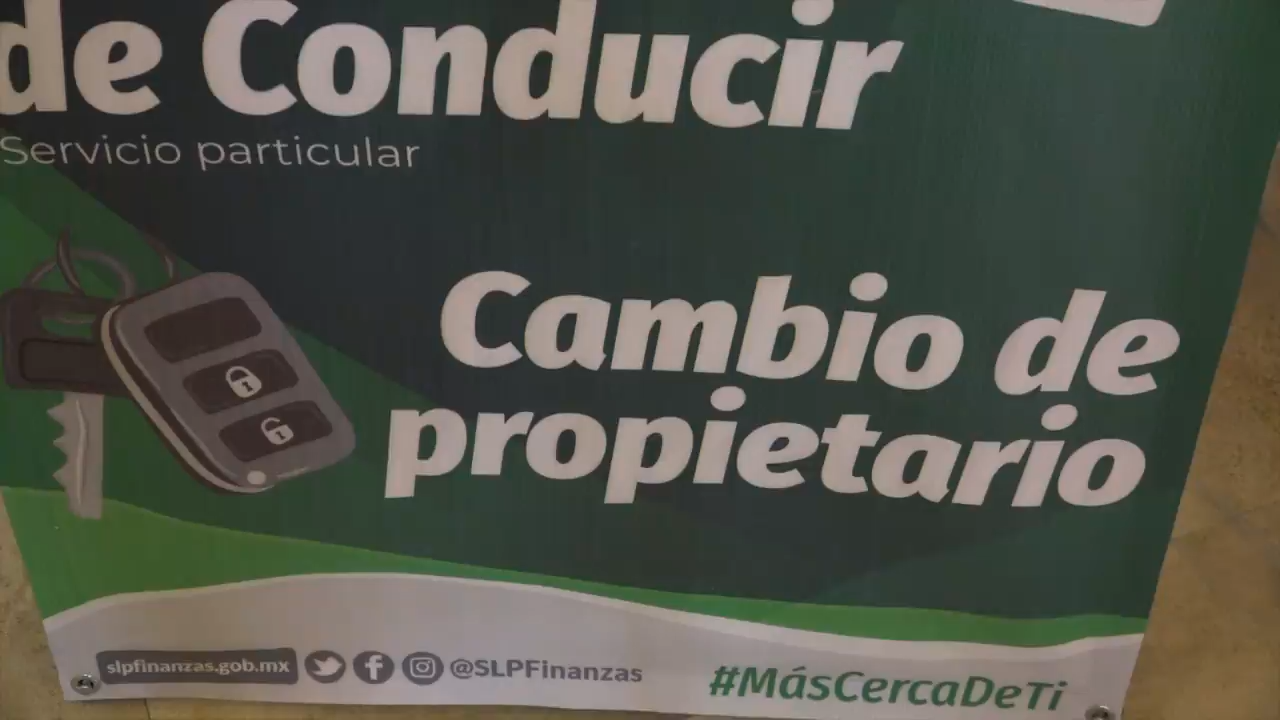 de Conducir
Servicio particular
Cambio de
propietario
slpfinanzas.gob.mx @SLPFinanzas #MásCercaDeTi